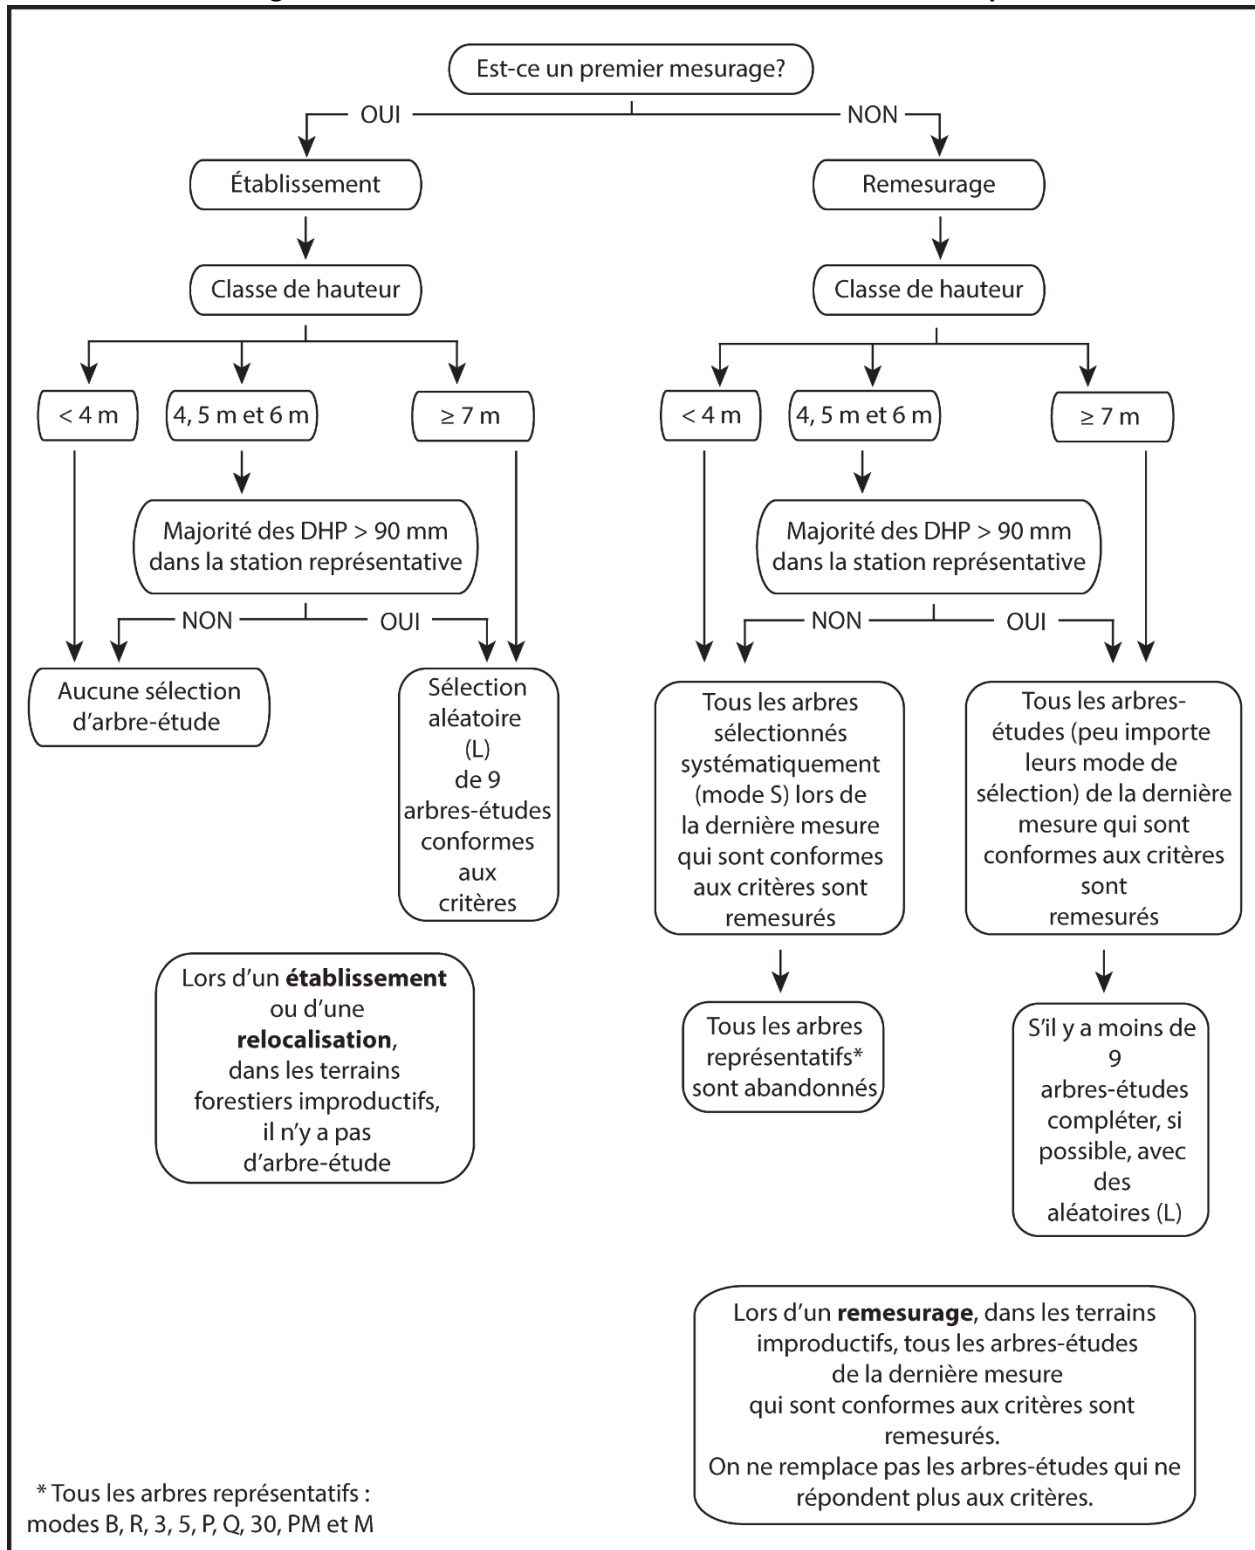 Est-ce un premier mesurage?
OUI
NON
Établissement
Remesurage
Classe de hauteur
Classe de hauteur
< 4 m
4, 5 m et 6 m
≥ 7 m
< 4 m
4, 5 m et 6 m
≥ 7 m
Majorité des DHP > 90 mm
dans la station représentative
Majorité des DHP > 90 mm
dans la station représentative
NON
OUI
NON
OUI
Aucune sélection
d'arbre-étude
Sélection
aléatoire
(L)
de 9
arbres-études
conformes
aux
critères
Tous les arbres
sélectionnés
systématiquement
(mode S) lors de
la dernière mesure
qui sont conformes
aux critères sont
remesurés
Tous les arbres-
études (peu importe
leurs mode de
sélection) de la dernière
mesure qui sont
conformes aux critères
sont
remesurés
Lors d'un établissement
ou d'une
relocalisation,
dans les terrains
forestiers improductifs,
il n'y a pas
d'arbre-étude
Tous les arbres
représentatifs*
sont abandonnés
S'il y a moins de
9
arbres-études
compléter, si
possible, avec
des
aléatoires (L)
Lors d'un remesurage, dans les terrains
improductifs, tous les arbres-études
de la dernière mesure
qui sont conformes aux critères sont
remesurés.
On ne remplace pas les arbres-études qui ne
répondent plus aux critères.
* Tous les arbres représentatifs :
modes B, R, 3, 5, P, Q, 30, PM et M